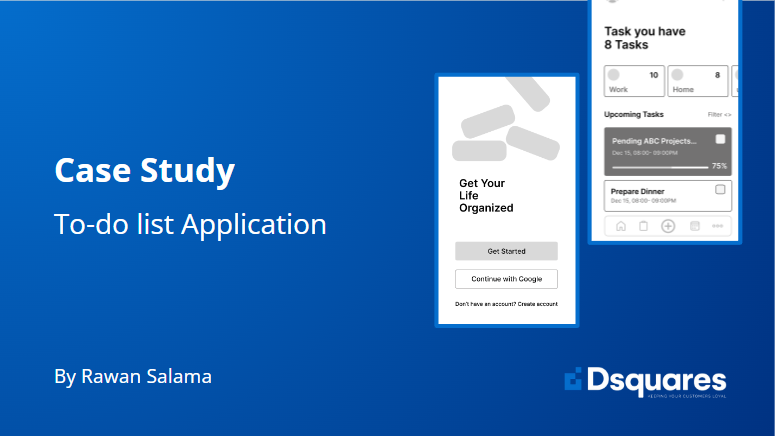 Case Study
To-do list Application
By Rawan Salama
Get Your
Life
Organized
Get Started
Continue with Google
Don't have an account? Create account
Task you have
8 Tasks
10
Work
8
Home
Upcoming Tasks
Filter <>
Pending ABC Projects...
Dec 15, 08:00- 09:00PM
75%
Prepare Dinner
Dec 15, 08:00- 09:00PM
Dsquares
KEEPING YOUR CUSTOMERS LOYAL